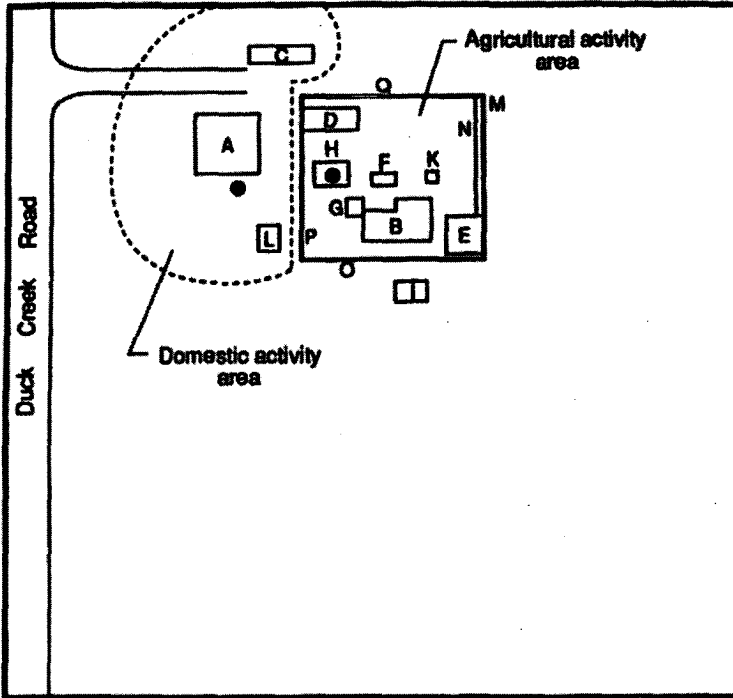 Agricultural activity
area
C
Q
M
D
N
A
H
F
K
G
B
L
P
E
O
Domestic activity
area
Duck Creek Road